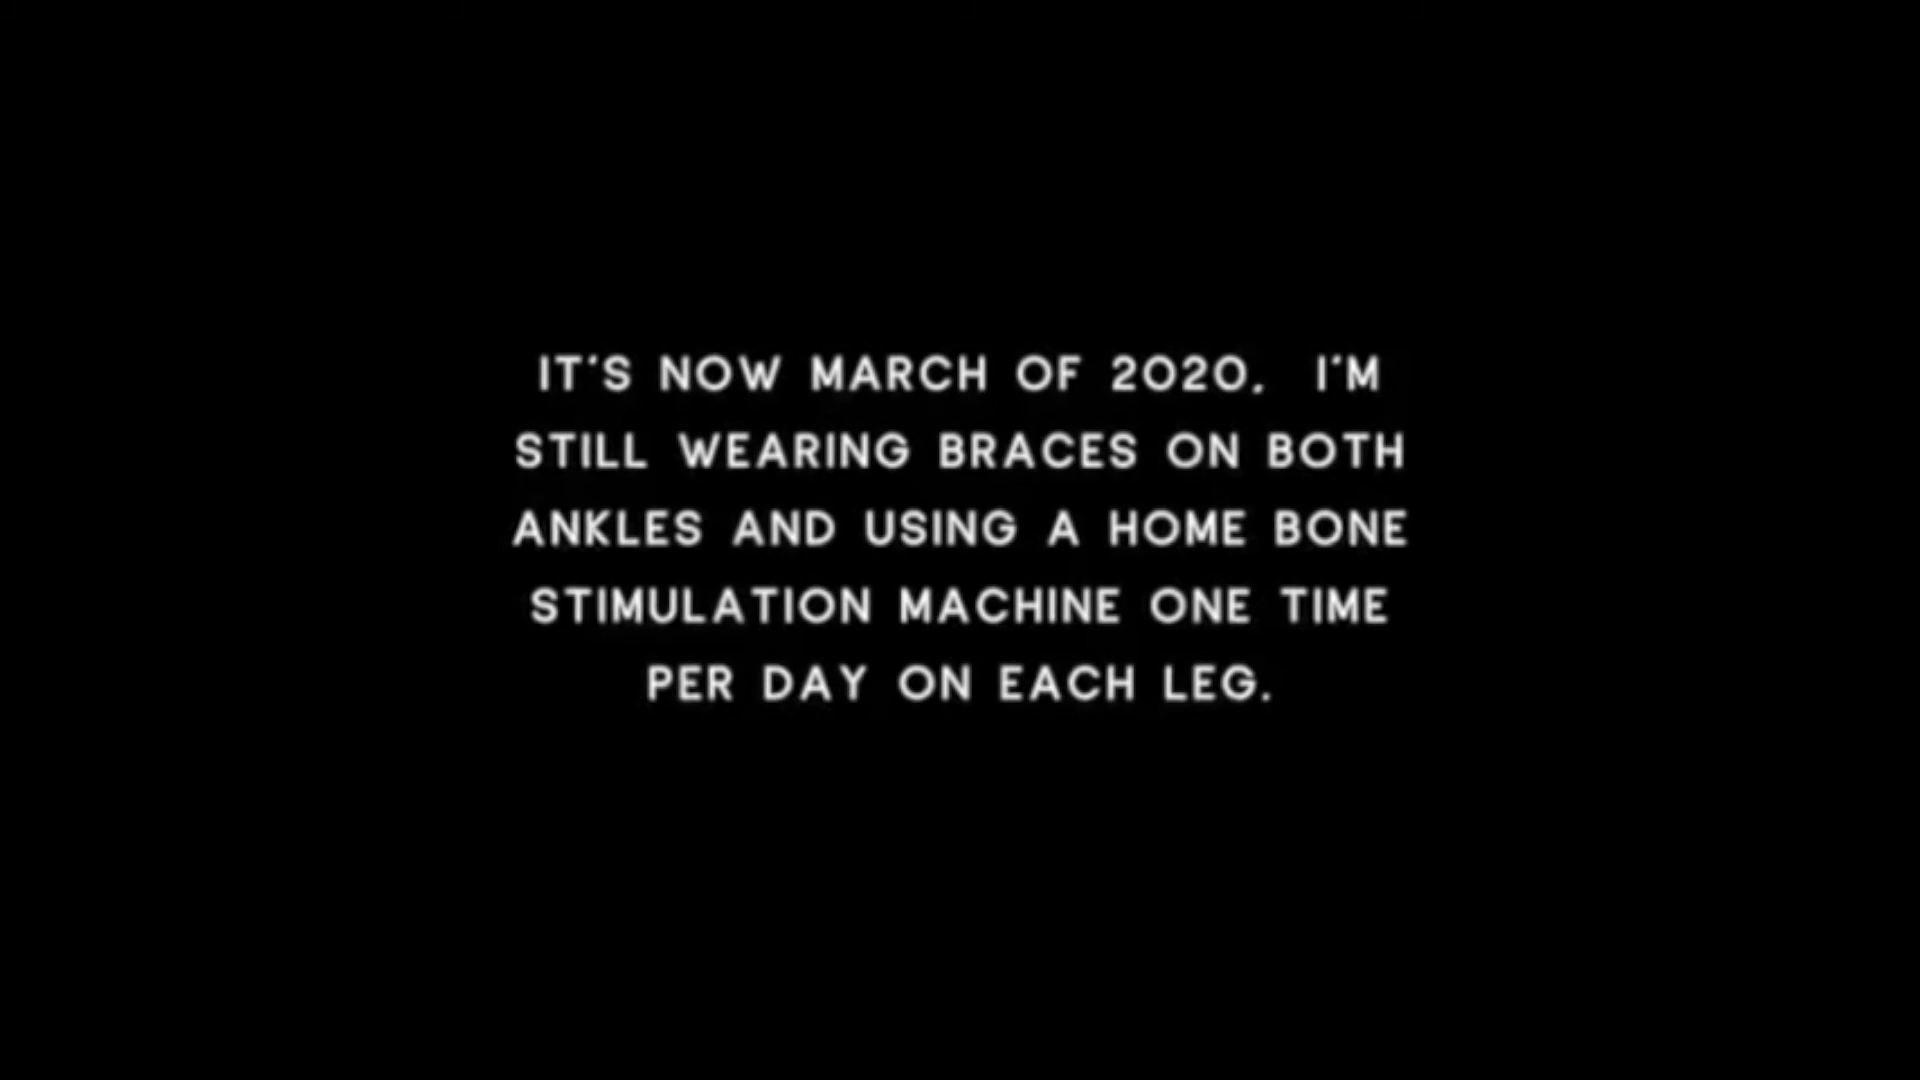 IT'S NOW MARCH OF 2020,  I'M
STILL WEARING BRACES ON BOTH
ANKLES AND USING A HOME BONE
STIMULATION MACHINE ONE TIME
PER DAY ON EACH LEG.